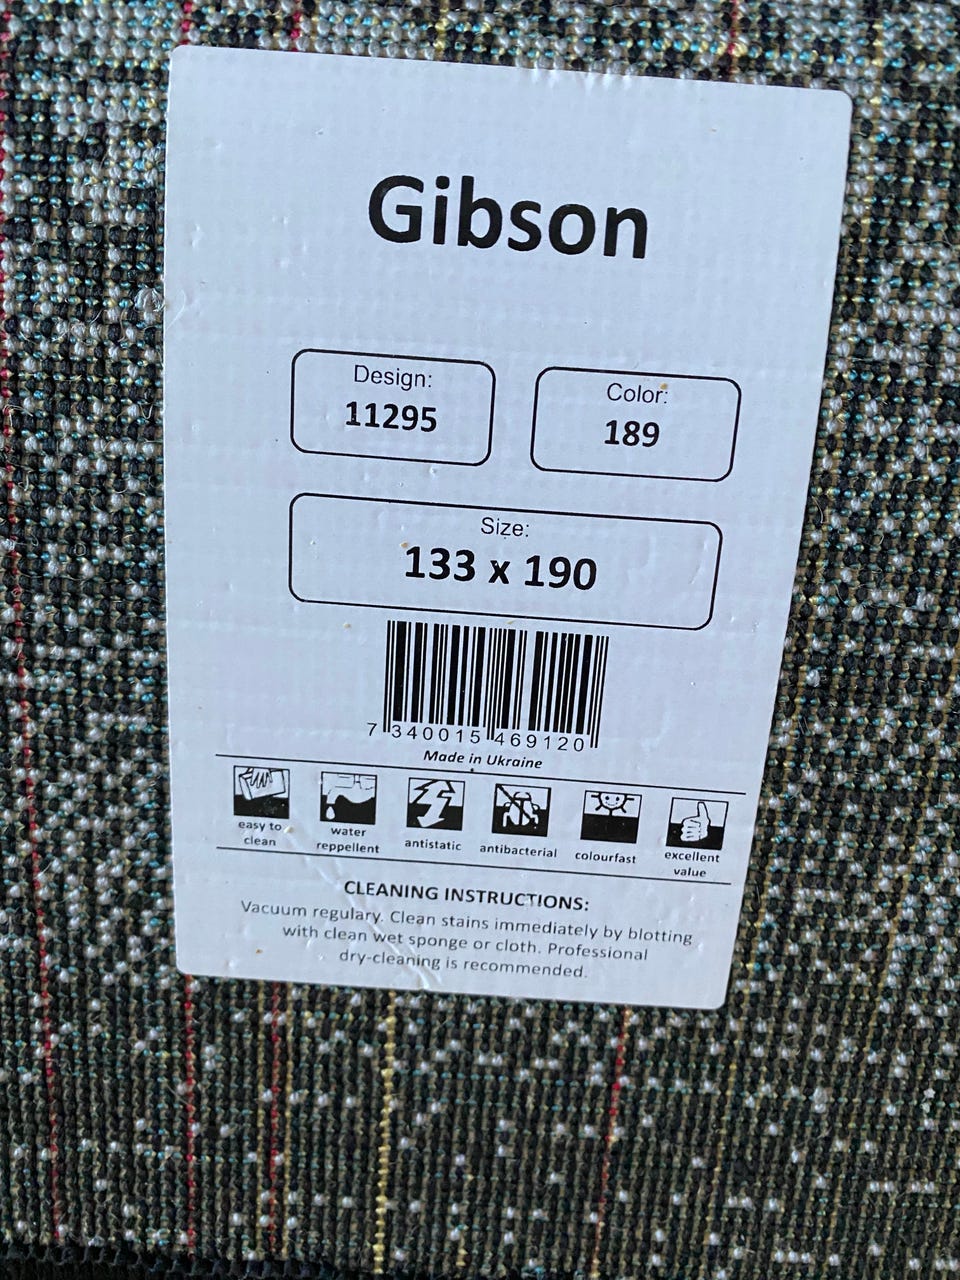 Gibson
Design:
11295
Color:
189
Size:
133 x 190
7 340015 469120
Made in Ukraine
easy to
clean
water
reppellent
antistatic
antibacterial
colourfast
excellent
value
CLEANING INSTRUCTIONS:
Vacuum regulary. Clean stains immediately by blotting
with clean wet sponge or cloth. Professional
dry-cleaning is recommended.